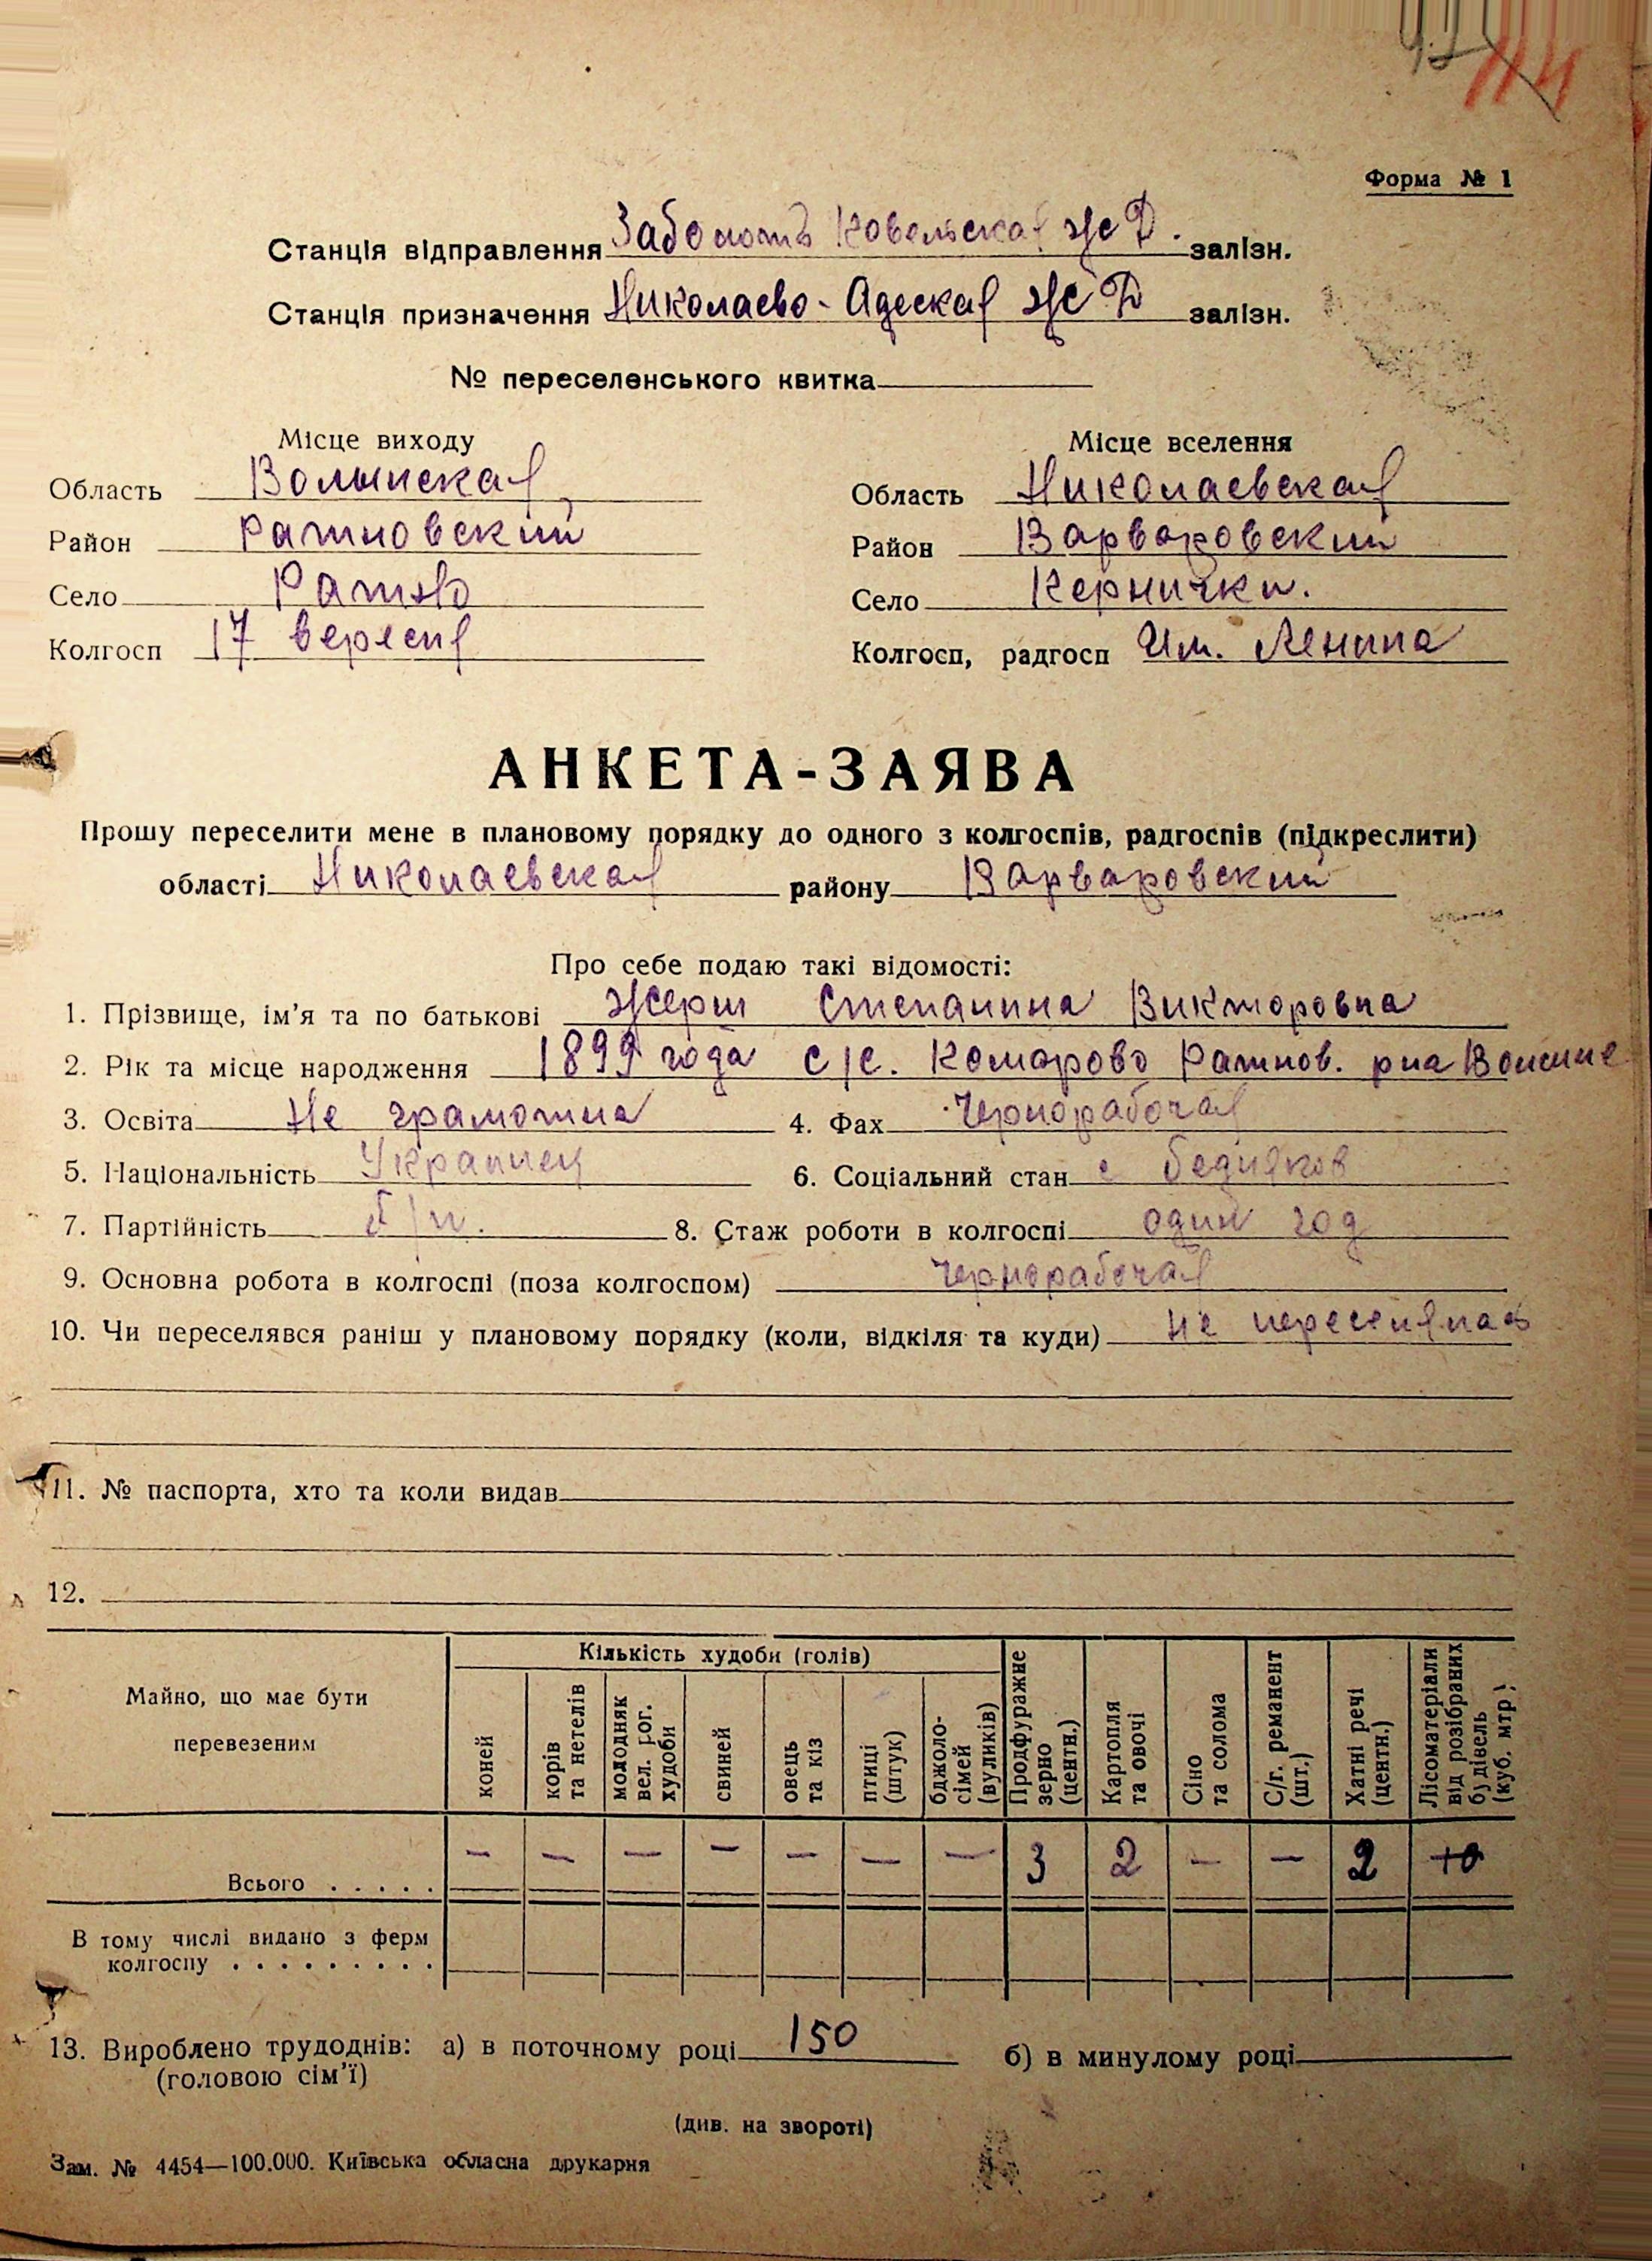 114
Форма № 1
Станція відправлення Заболоть Ковельская ж Д. залізн.
Станція призначення Николаево-Адеская ж Д залізн.
№ переселенського квитка
Місце виходу Місце вселення
Область Волынская Область Николаевская
Район Ратновский Район Варваровский
Село Ратно Село Кернички.
Колгосп 17 вересня Колгосп, радгосп Им. Ленина
АНКЕТА-ЗАЯВА
Прошу переселити мене в плановому порядку до одного з колгоспів, радгоспів (підкреслити)
області Николаевская району Варваровский
Про себе подаю такі відомості:
1. Прізвище, ім'я та по батькові Жерш Степанина Викторовна
2. Рік та місце народження 1899 года с/с. Комарово Ратнов. рна
3. Освіта Не грамотна 4. Фах Чернорабочая
5. Національність Украинец 6. Соціальний стан с бедняков
7. Партійність б/п. 8. Стаж роботи в колгоспі один год
9. Основна робота в колгоспі (поза колгоспом) Чернорабочая
10. Чи переселявся раніш у плановому порядку (коли, відкіля та куди) не переселялась
11. № паспорта, хто та коли видав
12.
Майно, що має бути перевезеним
Кількість худоби (голів)
коней
корів та нетелів
молодняк вел. рог. худоби
свиней
овець та кіз
птиці (штук)
бджоло-сімей (вуликів)
Продфуражне зерно (центн.)
Картопля та овочі
Сіно та солома
С/г. реманент (шт.)
Хатні речі (центн.)
Лісоматеріали від розібраних будівель (куб. мтр)
Всього . . . . . — — — — — — — 3 2 — — 2 10
В тому числі видано з ферм
колгоспу . . . . . . . . .
13. Вироблено трудоднів: а) в поточному році 150 б) в минулому році
(головою сім'ї)
(див. на звороті)
Зам. № 4454—100.000. Київська обласна друкарня